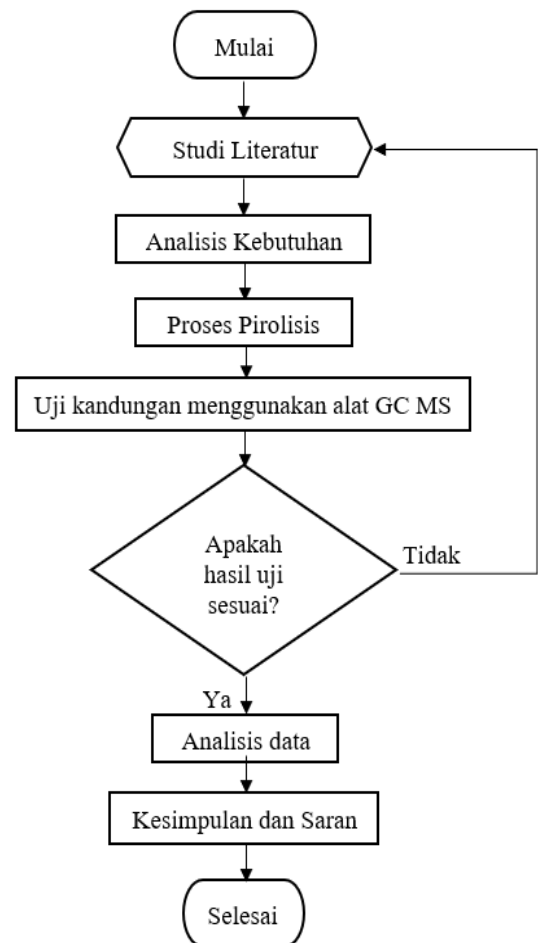 Mulai
Studi Literatur
Analisis Kebutuhan
Proses Pirolisis
Uji kandungan menggunakan alat GC MS
Apakah
hasil uji
sesuai?
Tidak
Ya
Analisis data
Kesimpulan dan Saran
Selesai